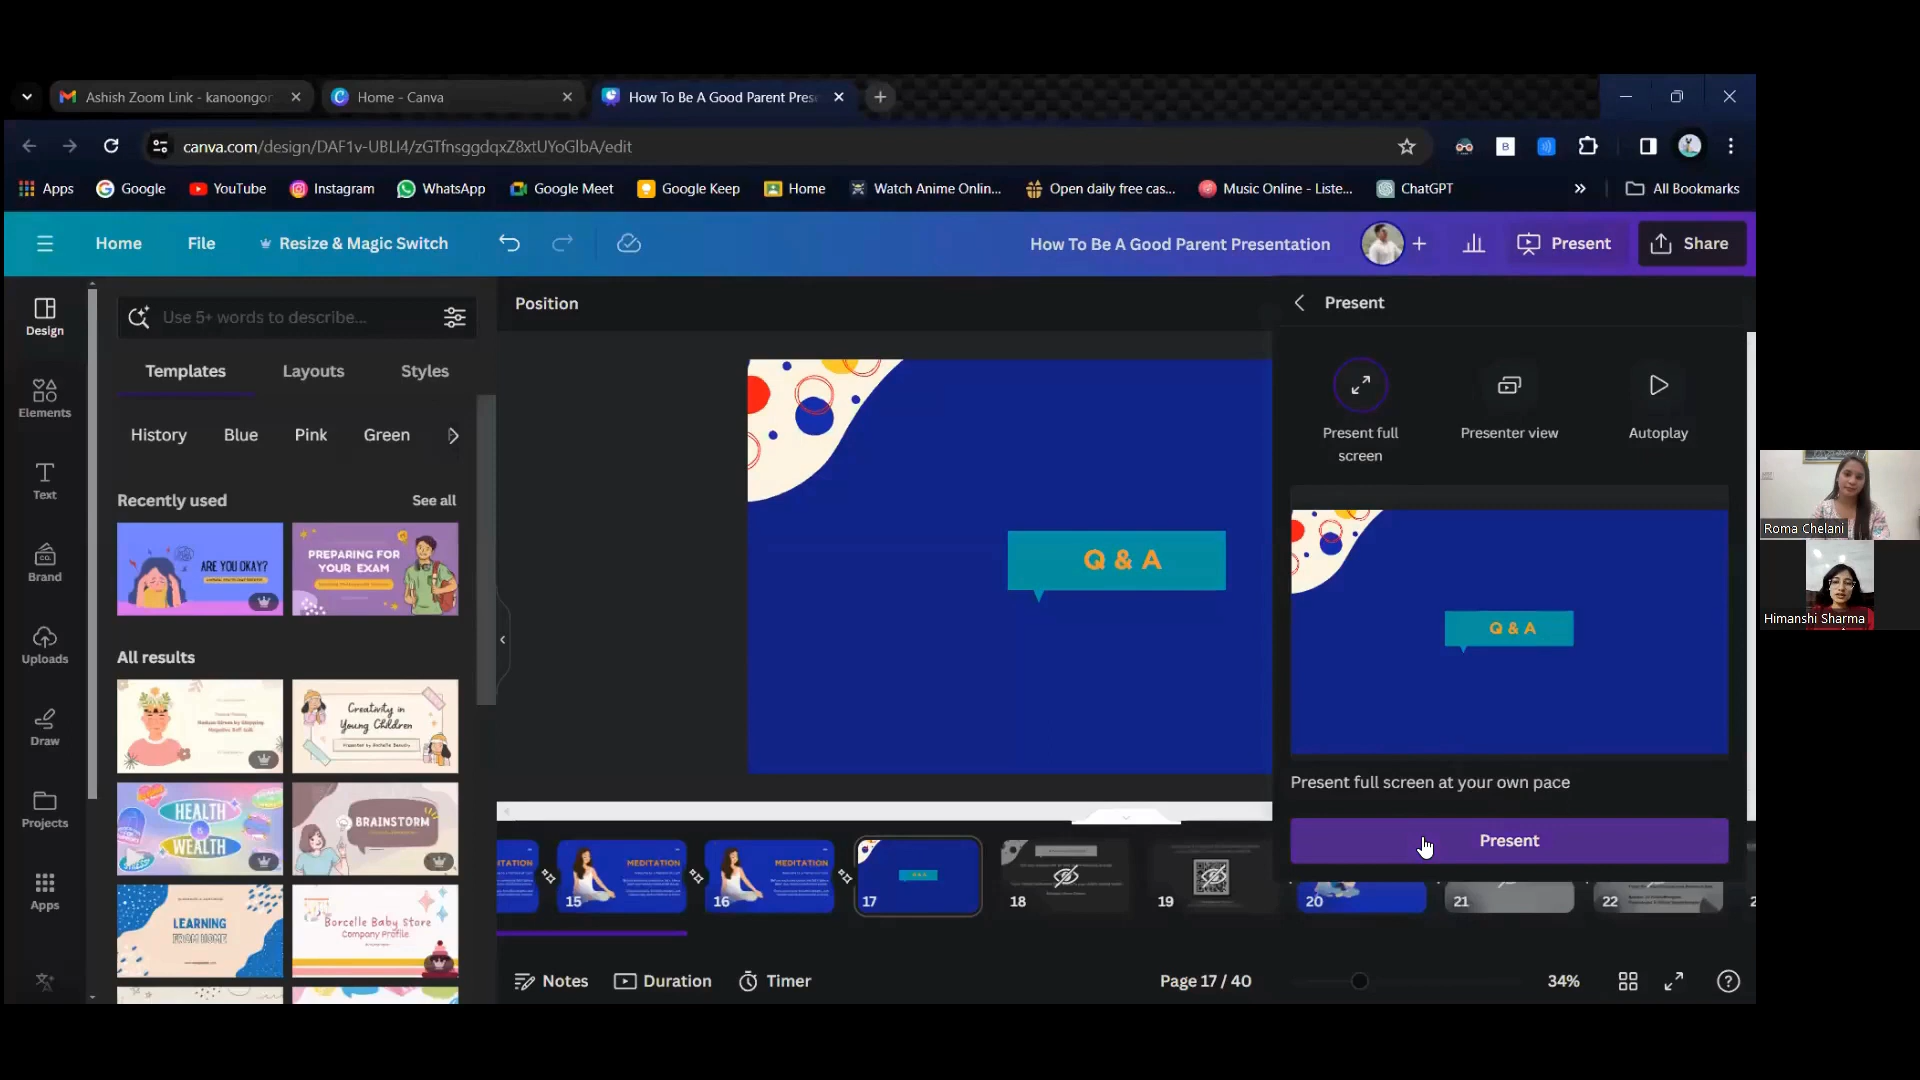 Ashish Zoom Link - kanoongor
Home - Canva
How To Be A Good Parent Pres
canva.com/design/DAF1v-UBLI4/zGTfnsggdqxZ8xtUYoGlbA/edit
Apps
Google
YouTube
Instagram
WhatsApp
Google Meet
Google Keep
Home
Watch Anime Onlin...
Open daily free cas...
Music Online - Liste...
ChatGPT
All Bookmarks
Home
File
Resize & Magic Switch
How To Be A Good Parent Presentation
Present
Share
Design
Elements
Text
Brand
Uploads
Draw
Projects
Apps
Use 5+ words to describe...
Templates
Layouts
Styles
History
Blue
Pink
Green
Recently used
See all
ARE YOU OKAY?
PREPARING FOR
YOUR EXAM
All results
Creativity in
Young Children
HEALTH
&
WEALTH
BRAINSTORM
LEARNING
FROM HOME
Borcelle Baby Store
Company Profile
Position
Q & A
Present
Present full
screen
Presenter view
Autoplay
Q & A
Present full screen at your own pace
Present
MEDITATION
15
MEDITATION
16
17
18
19
20
21
22
Notes
Duration
Timer
Page 17 / 40
34%
Roma Chelani
Himanshi Sharma